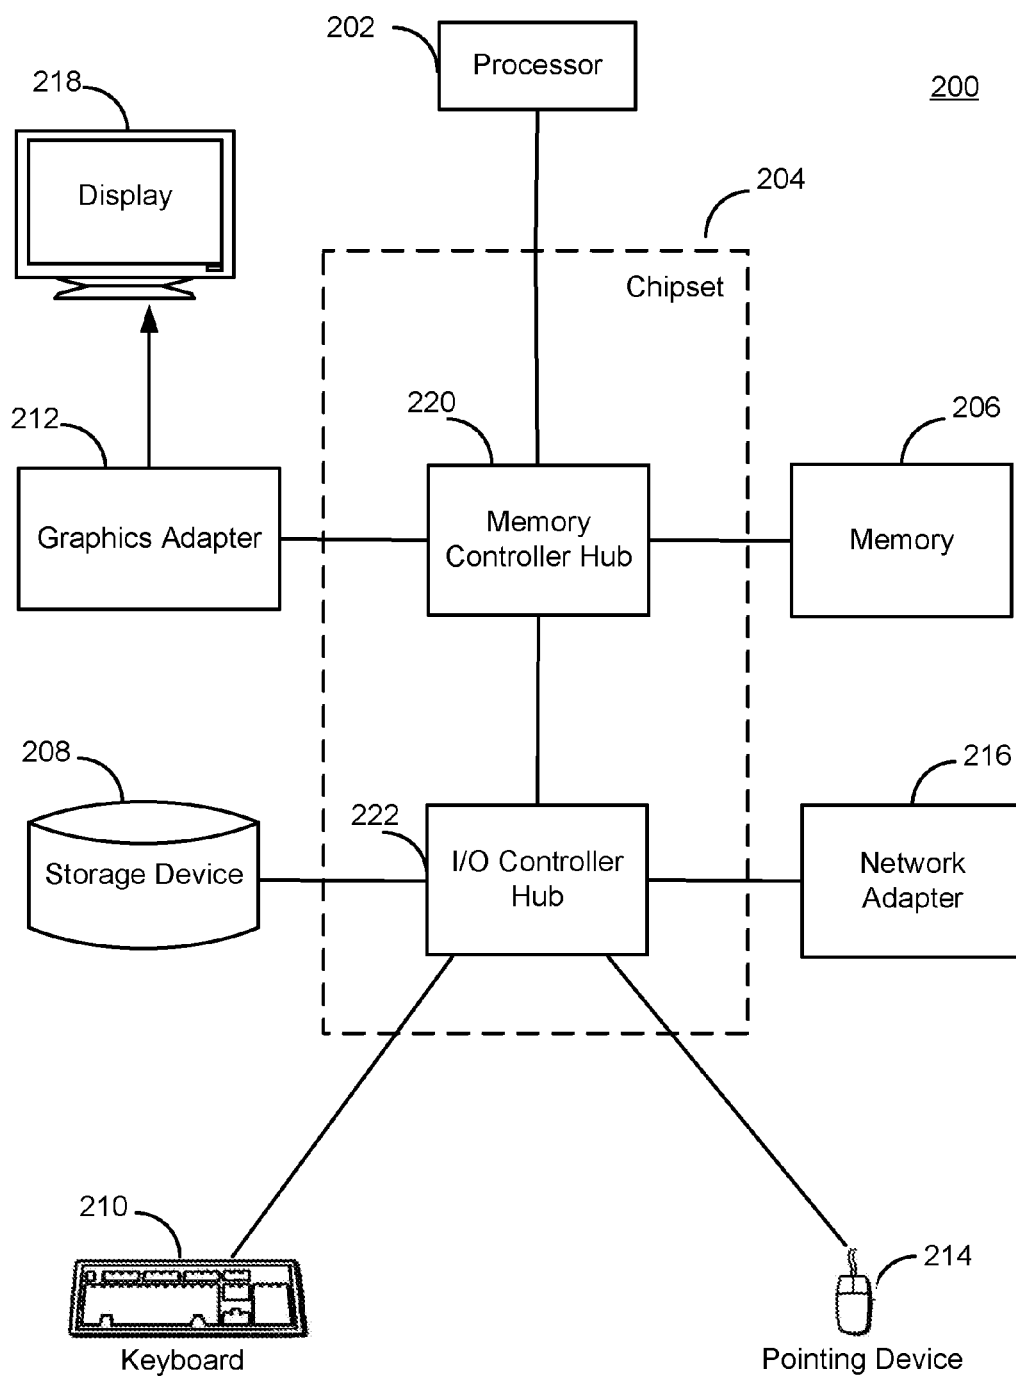 202
Processor
200
218
Display
204
Chipset
212
Graphics Adapter
220
Memory
Controller Hub
206
Memory
208
Storage Device
222
I/O Controller
Hub
216
Network
Adapter
210
Keyboard
214
Pointing Device